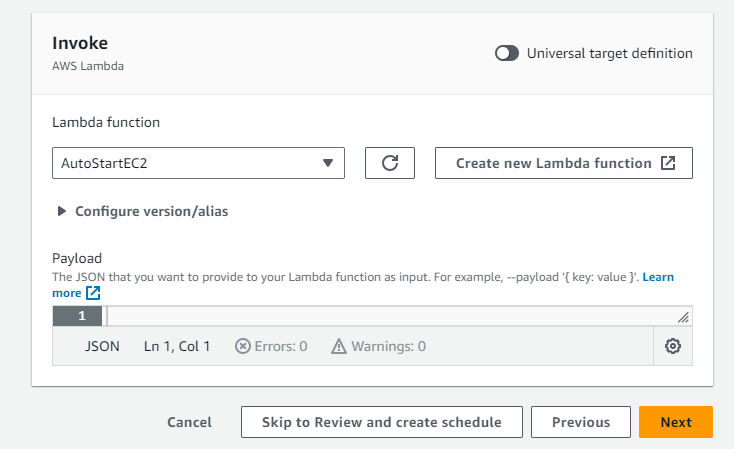 Invoke
AWS Lambda
Universal target definition
Lambda function
AutoStartEC2
Create new Lambda function
Configure version/alias
Payload
The JSON that you want to provide to your Lambda function as input. For example, --payload '{ key: value }'. Learn
more
1
JSON Ln 1, Col 1 Errors: 0 Warnings: 0
Cancel Skip to Review and create schedule Previous Next